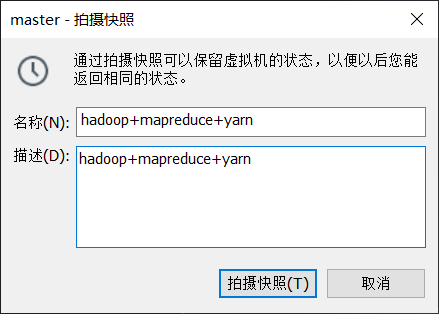 master - 拍摄快照
通过拍摄快照可以保留虚拟机的状态，以便以后您能
返回相同的状态。
名称(N): hadoop+mapreduce+yarn
描述(D): hadoop+mapreduce+yarn
拍摄快照(T) 取消